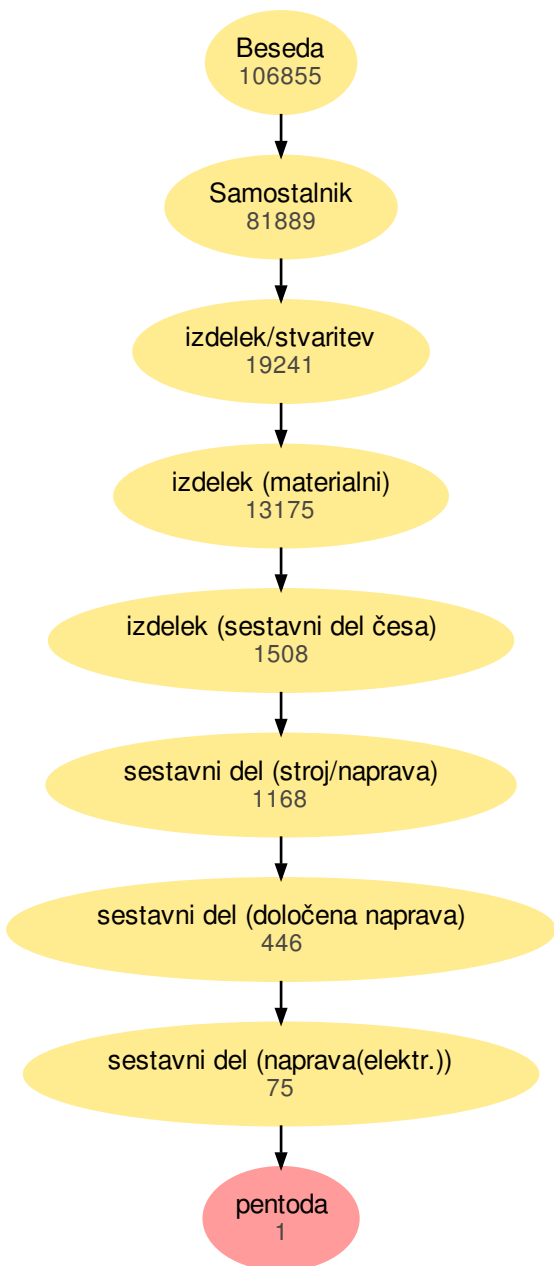 Beseda
106855
Samostalnik
81889
izdelek/stvaritev
19241
izdelek (materialni)
13175
izdelek (sestavni del česa)
1508
sestavni del (stroj/naprava)
1168
sestavni del (določena naprava)
446
sestavni del (naprava(elektr.))
75
pentoda
1